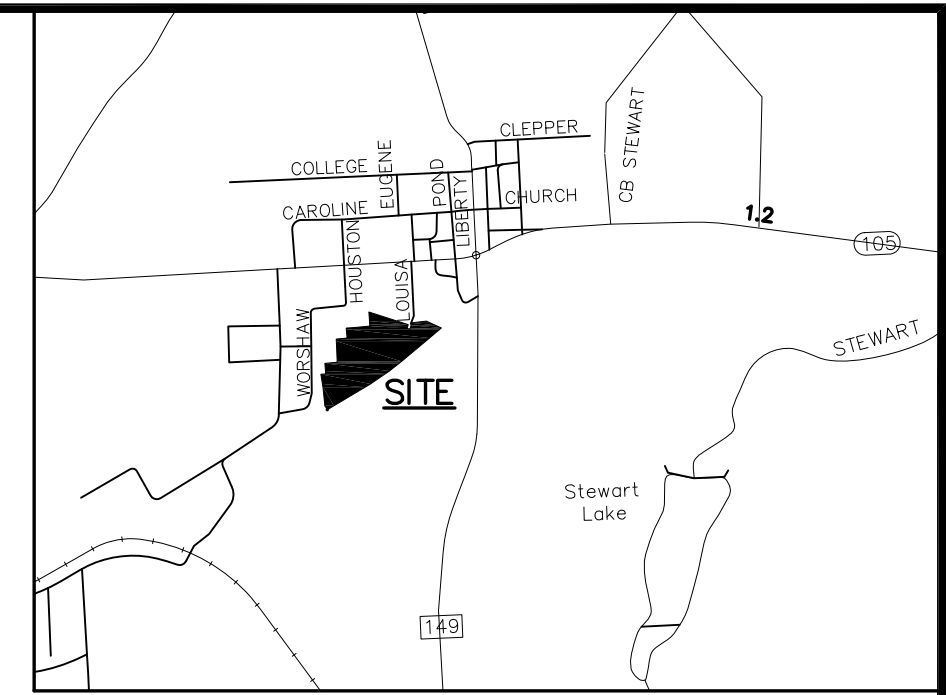 CLEPPER
COLLEGE
EUGENE
POND
CB STEWART
CHURCH
CAROLINE
LIBERTY
1.2
105
HOUSTON
LOUISA
WORSHAW
STEWART
SITE
Stewart
Lake
149